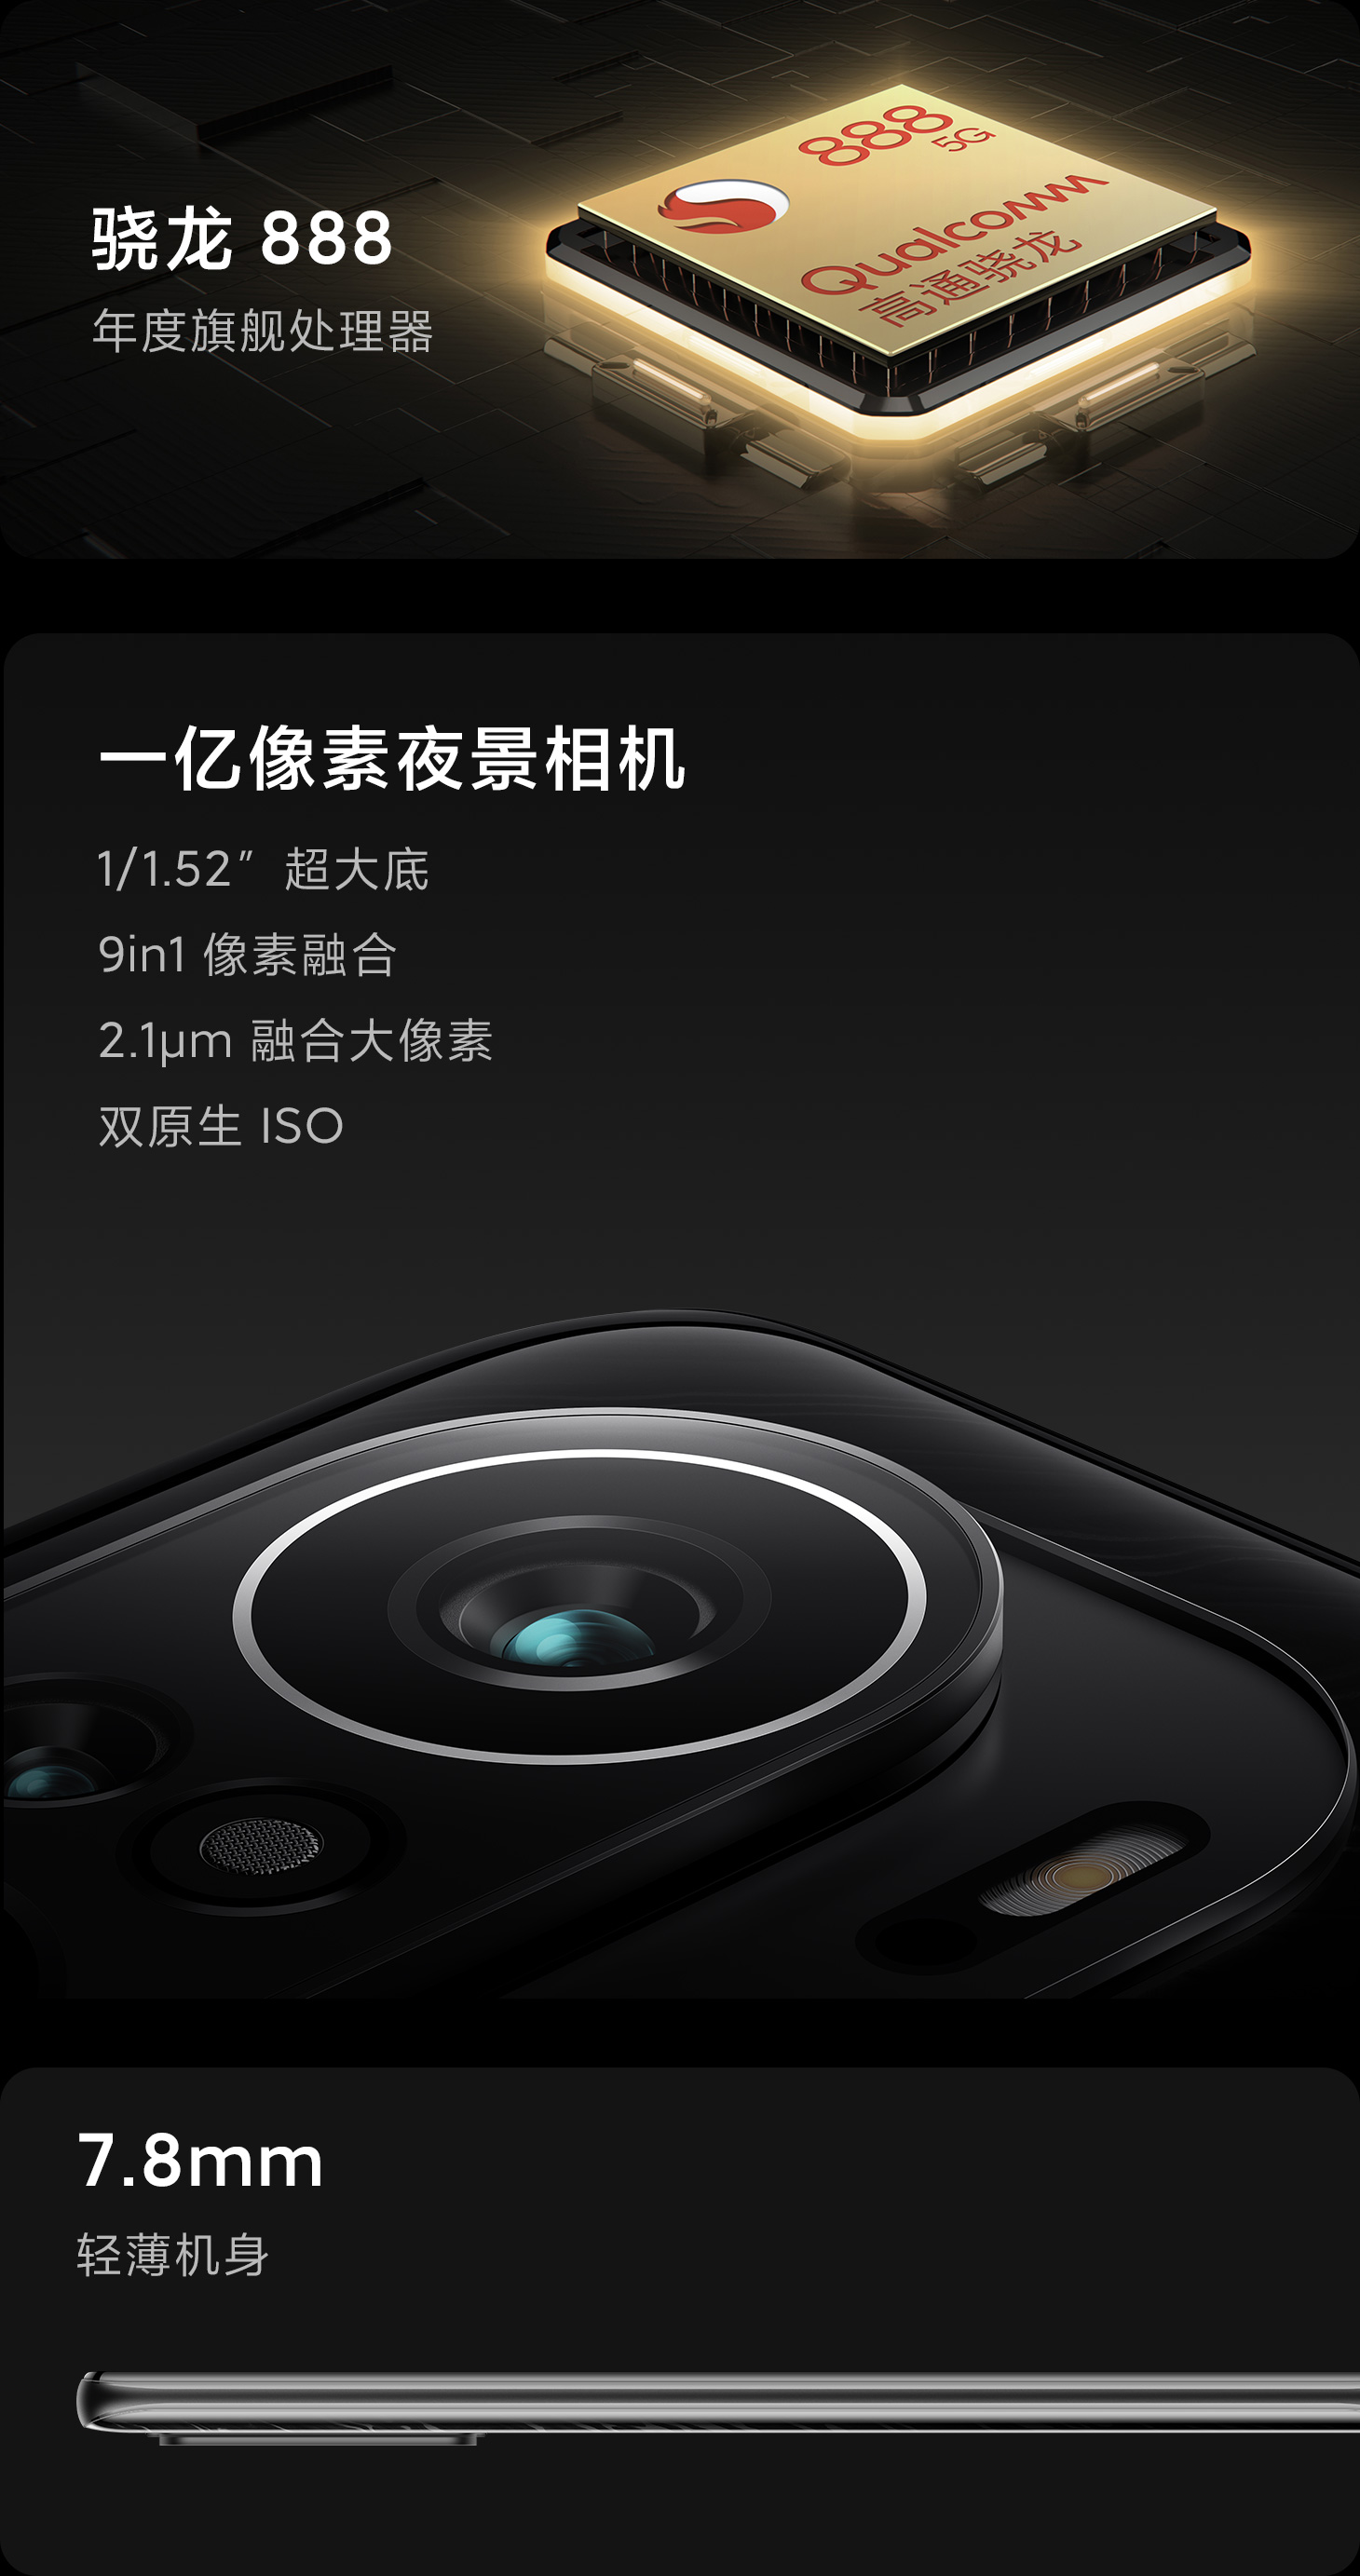 888
5G
Qualcomm
高通骁龙
骁龙 888
年度旗舰处理器
一亿像素夜景相机
1/1.52″ 超大底
9in1 像素融合
2.1μm 融合大像素
双原生 ISO
7.8mm
轻薄机身